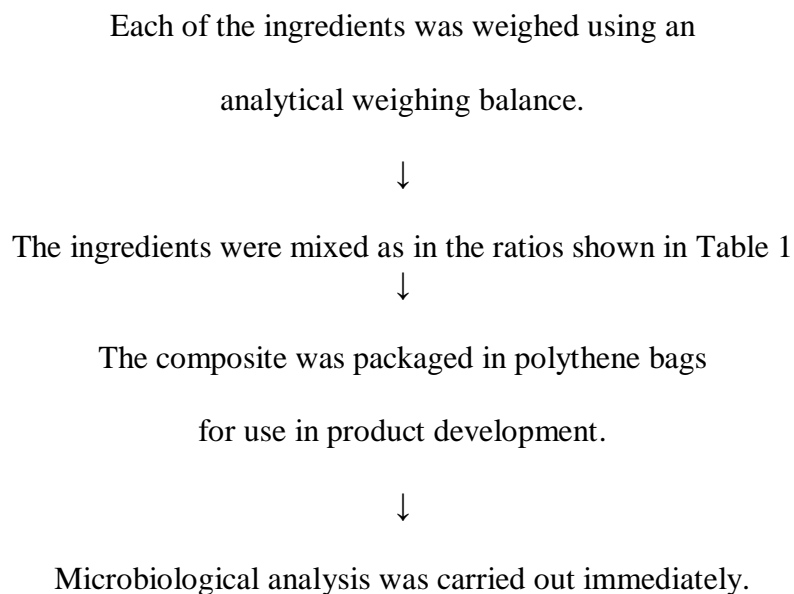 Each of the ingredients was weighed using an
analytical weighing balance.
↓
The ingredients were mixed as in the ratios shown in Table 1
↓
The composite was packaged in polythene bags
for use in product development.
↓
Microbiological analysis was carried out immediately.